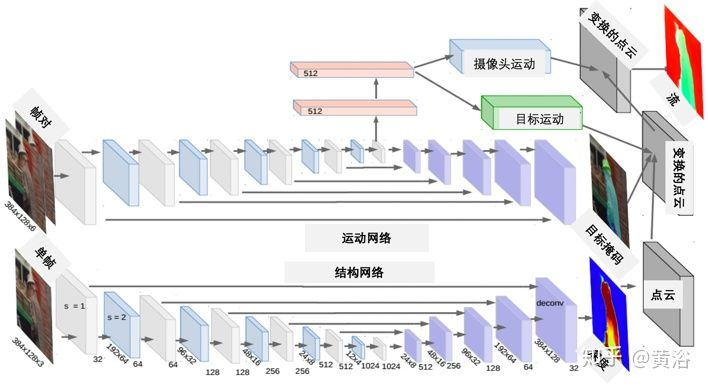 变换的点云
512
摄像头运动
512
目标运动
流
帧对
变换的点云
384x128x6
目标掩码
运动网络
单帧
结构网络
点云
s = 1
s = 2
deconv
384x128x3
32
192x64
64
64
96x32
128
128
48x16
256
256
24x8
512
512
12x4
1024
1024
24x8
512
48x16
256
96x32
128
192x64
64
384x128
32
知乎 @黄浴